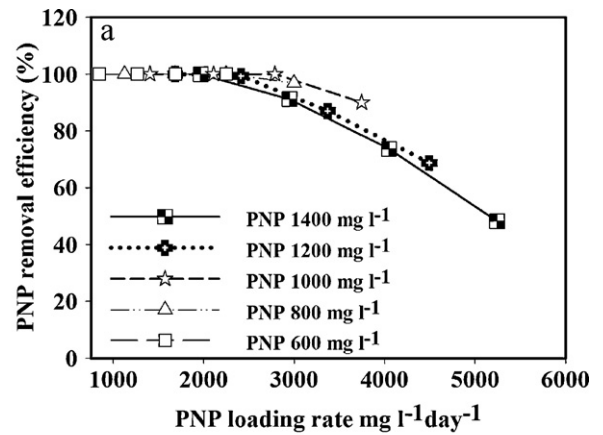 a
PNP removal efficiency (%)
120
100
80
60
40
20
0
PNP 1400 mg l⁻¹
PNP 1200 mg l⁻¹
PNP 1000 mg l⁻¹
PNP 800 mg l⁻¹
PNP 600 mg l⁻¹
1000 2000 3000 4000 5000 6000
PNP loading rate mg l⁻¹day⁻¹